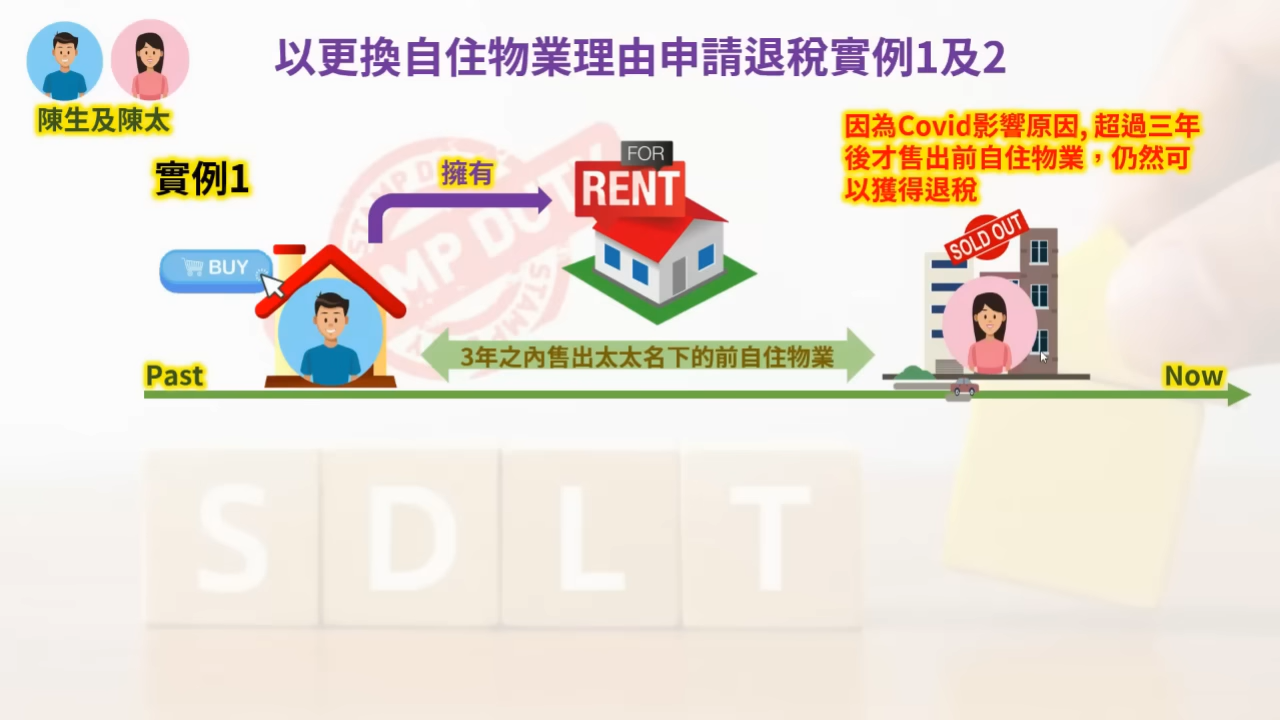 以更換自住物業理由申請退稅實例1及2
陳生及陳太
因為Covid影響原因, 超過三年
後才售出前自住物業，仍然可
以獲得退稅
實例1
擁有
FOR
RENT
BUY
SOLD OUT
3年之內售出太太名下的前自住物業
Past
Now
STAMP DUTY
SDLT